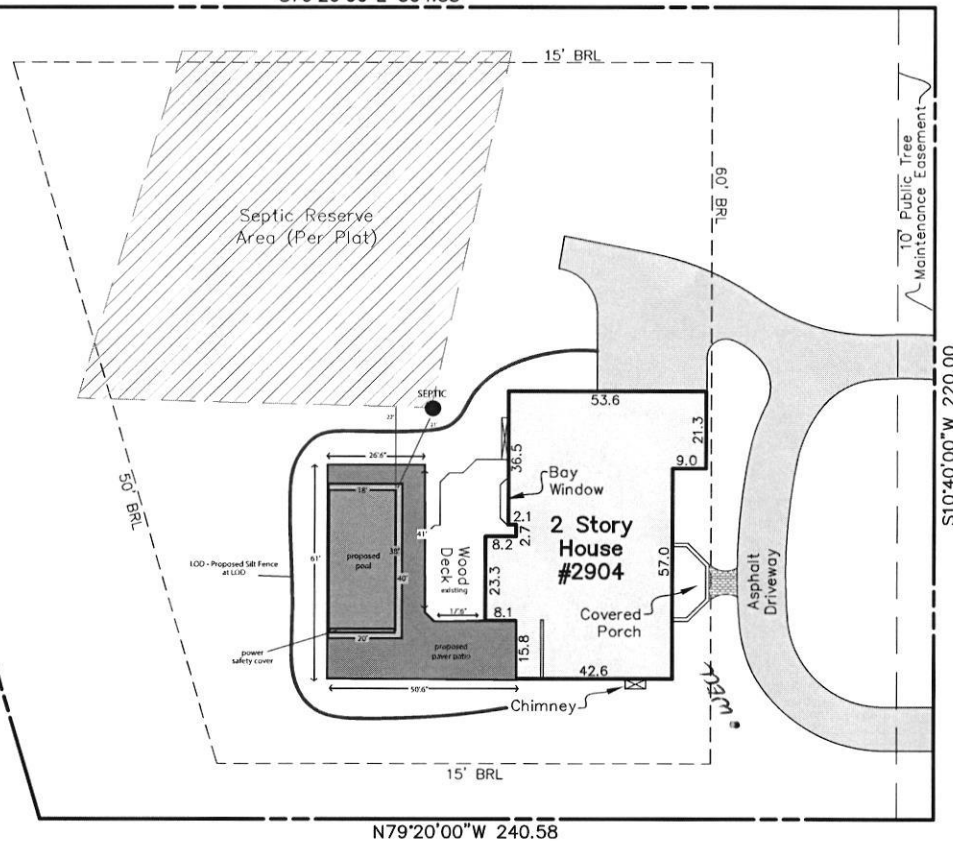 15' BRL
10' Public Tree
Maintenance Easement
60' BRL
Septic Reserve
Area (Per Plat)
S10°40'00"W 220.00
SEPTIC
53.6
21.3
9.0
36.5
Bay
Window
26'6"
18'
50' BRL
2.1
2.7
8.2
2 Story
House
#2904
61'
proposed
pool
38'
40'
41'
Wood
Deck
existing
23.3
57.0
LOD - Proposed Silt Fence
at LOD
Asphalt
Driveway
Covered
Porch
17'6"
8.1
20'
power
safety cover
proposed
paver patio
15.8
42.6
50'6"
Chimney
WELL
15' BRL
N79°20'00"W 240.58